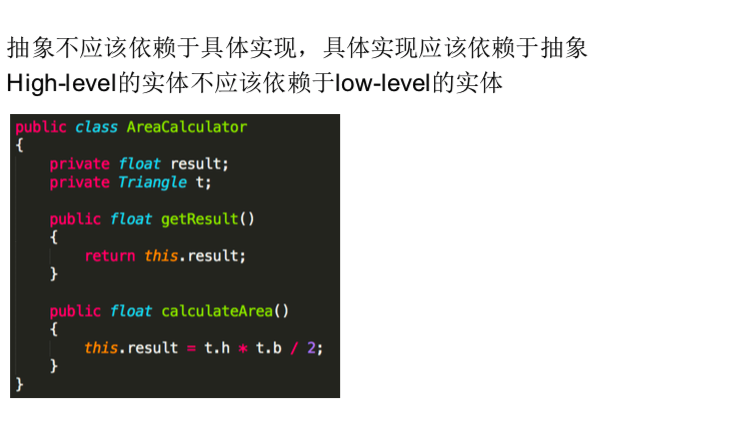 抽象不应该依赖于具体实现，具体实现应该依赖于抽象
High-level的实体不应该依赖于low-level的实体
public class AreaCalculator
{
    private float result;
    private Triangle t;
    public float getResult()
    {
        return this.result;
    }
    public float calculateArea()
    {
        this.result = t.h * t.b / 2;
    }
}